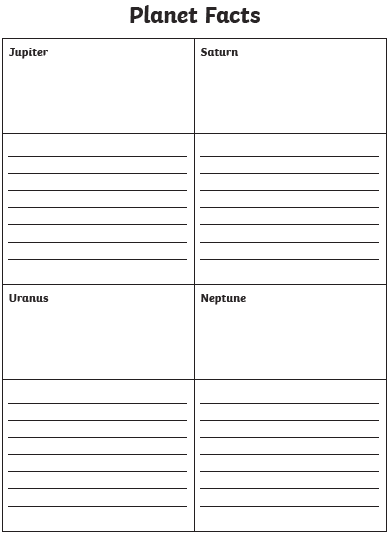 Planet Facts
Jupiter
Saturn
Uranus
Neptune